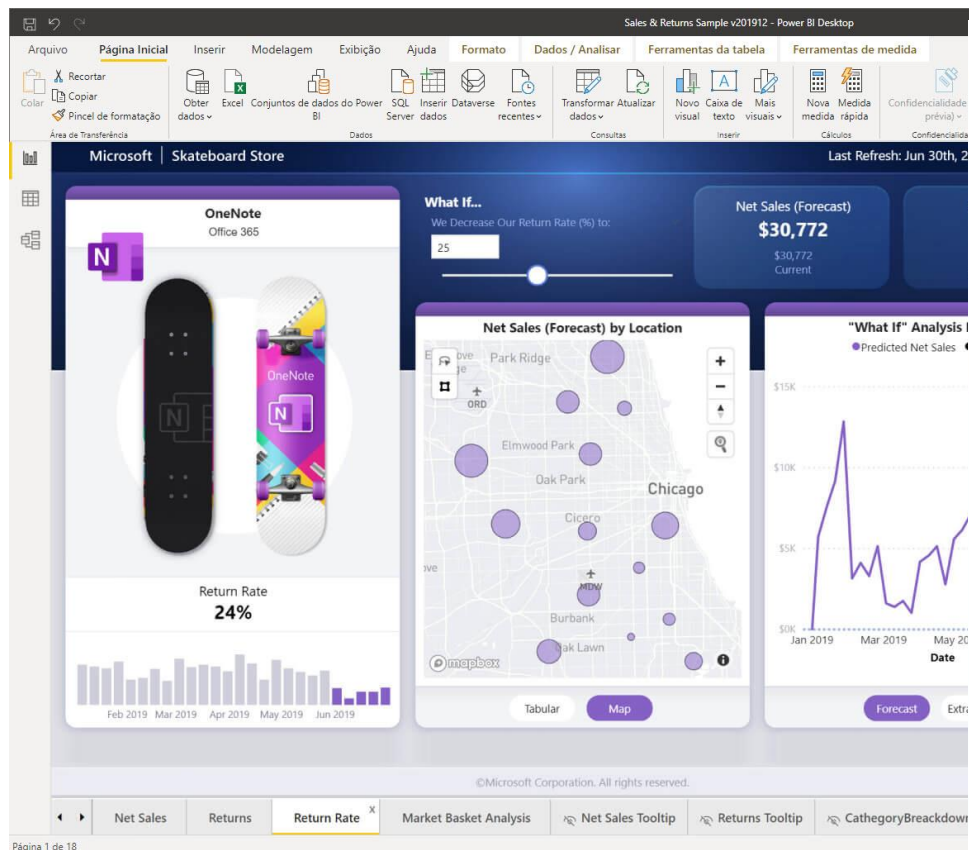 Sales & Returns Sample v201912 - Power BI Desktop
Arquivo Página Inicial Inserir Modelagem Exibição Ajuda Formato Dados / Analisar Ferramentas da tabela Ferramentas de medida
Colar
Recortar
Copiar
Pincel de formatação
Área de Transferência
Obter dados
Excel
Conjuntos de dados do Power BI
SQL Server
Inserir dados
Dataverse
Fontes recentes
Dados
Transformar dados
Atualizar
Consultas
Novo visual
Caixa de texto
Mais visuais
Inserir
Nova medida
Medida rápida
Cálculos
Confidencialidade
prévia)
Confidencialida
Microsoft | Skateboard Store
Last Refresh: Jun 30th, 2
OneNote
Office 365
N
OneNote
N
N
Return Rate
24%
Feb 2019 Mar 2019 Apr 2019 May 2019 Jun 2019
What If...
We Decrease Our Return Rate (%) to:
25
Net Sales (Forecast)
$30,772
$30,772
Current
Net Sales (Forecast) by Location
Park Ridge
ORD
Elmwood Park
Oak Park
Chicago
Cicero
MDW
Burbank
Oak Lawn
mapbox
Tabular Map
"What If" Analysis
Predicted Net Sales
$15K
$10K
$5K
$0K
Jan 2019 Mar 2019 May 20
Date
Forecast Extra
©Microsoft Corporation. All rights reserved.
Net Sales Returns Return Rate x Market Basket Analysis Net Sales Tooltip Returns Tooltip CathegoryBreackdown
Página 1 de 18